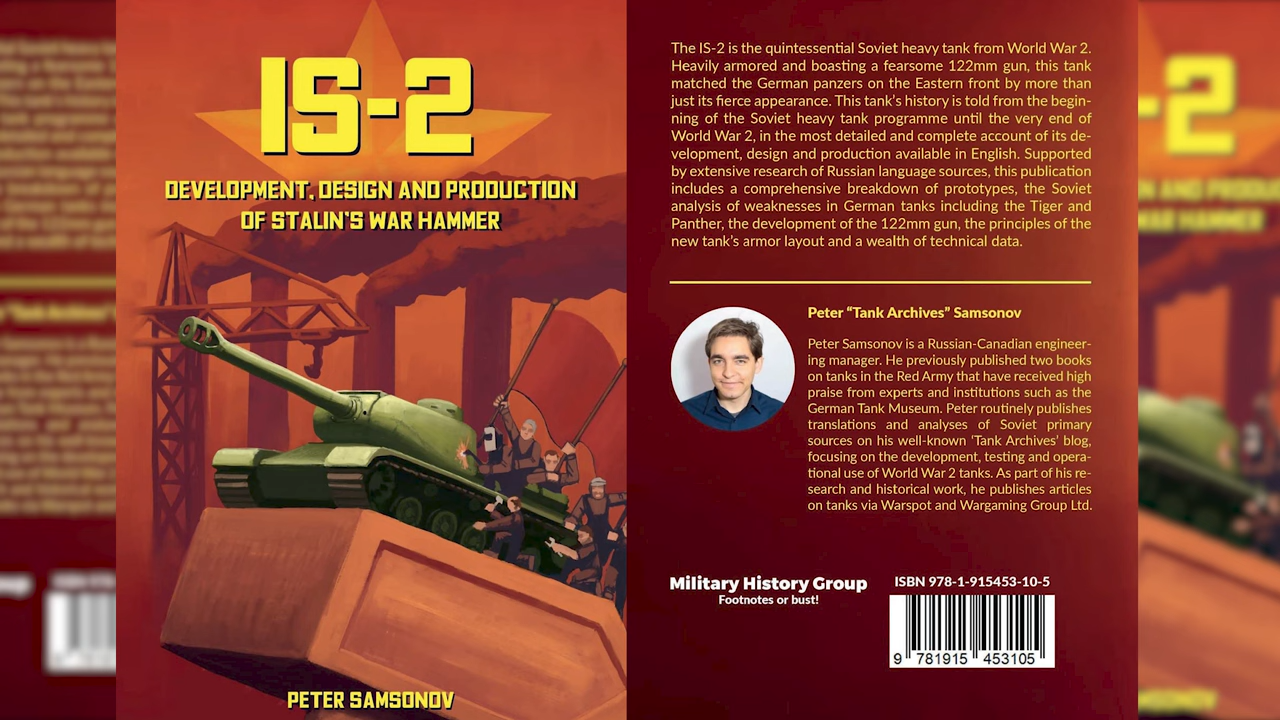 IS-2
DEVELOPMENT, DESIGN AND PRODUCTION
OF STALIN'S WAR HAMMER
PETER SAMSONOV
The IS-2 is the quintessential Soviet heavy tank from World War 2.
Heavily armored and boasting a fearsome 122mm gun, this tank
matched the German panzers on the Eastern front by more than
just its fierce appearance. This tank's history is told from the begin-
ning of the Soviet heavy tank programme until the very end of
World War 2, in the most detailed and complete account of its de-
velopment, design and production available in English. Supported
by extensive research of Russian language sources, this publication
includes a comprehensive breakdown of prototypes, the Soviet
analysis of weaknesses in German tanks including the Tiger and
Panther, the development of the 122mm gun, the principles of the
new tank's armor layout and a wealth of technical data.
Peter “Tank Archives” Samsonov
Peter Samsonov is a Russian-Canadian engineer-
ing manager. He previously published two books
on tanks in the Red Army that have received high
praise from experts and institutions such as the
German Tank Museum. Peter routinely publishes
translations and analyses of Soviet primary
sources on his well-known 'Tank Archives' blog,
focusing on the development, testing and opera-
tional use of World War 2 tanks. As part of his re-
search and historical work, he publishes articles
on tanks via Warspot and Wargaming Group Ltd.
Military History Group
Footnotes or bust!
ISBN 978-1-915453-10-5
9 781915 453105